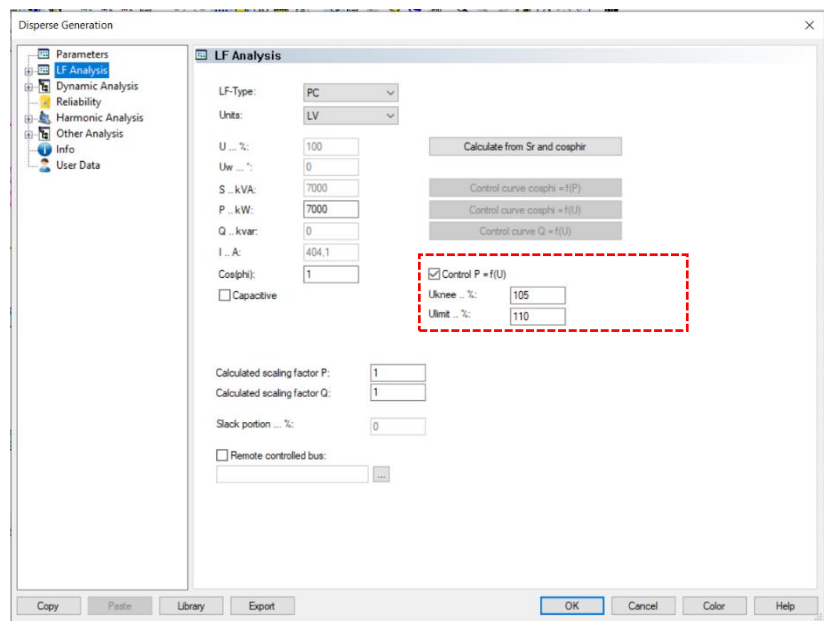 Disperse Generation
Parameters
LF Analysis
Dynamic Analysis
Reliability
Harmonic Analysis
Other Analysis
Info
User Data
LF Analysis
LF-Type: PC
Units: LV
U ... %: 100 Calculate from Sr and cosphir
Uw ... °: 0
S .. kVA: 7000 Control curve cosphi = f(P)
P .. kW: 7000 Control curve cosphi = f(U)
Q .. kvar: 0 Control curve Q = f(U)
I .. A: 404,1
Cos(phi): 1 Control P = f(U)
Capacitive Uknee .. %: 105
Ulimit .. %: 110
Calculated scaling factor P: 1
Calculated scaling factor Q: 1
Slack portion ... %: 0
Remote controlled bus:
...
Copy Paste Library Export OK Cancel Color Help